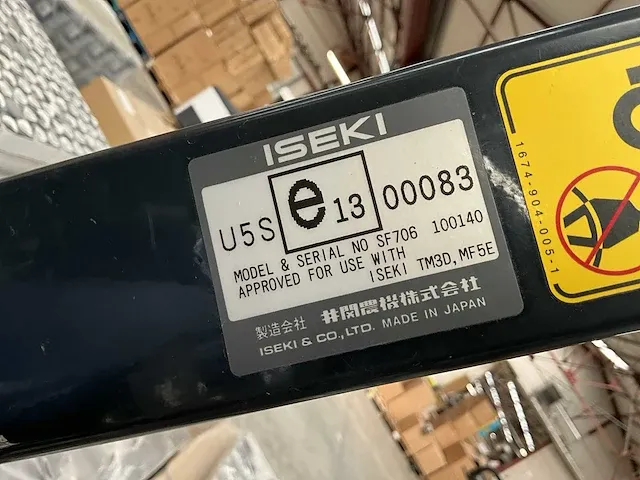 ISEKI
U5S e 13 00083
MODEL & SERIAL NO SF706 100140
APPROVED FOR USE WITH
ISEKI TM3D, MF5E
製造会社 井関農機株式会社
ISEKI & CO., LTD. MADE IN JAPAN
1674-904-005-1